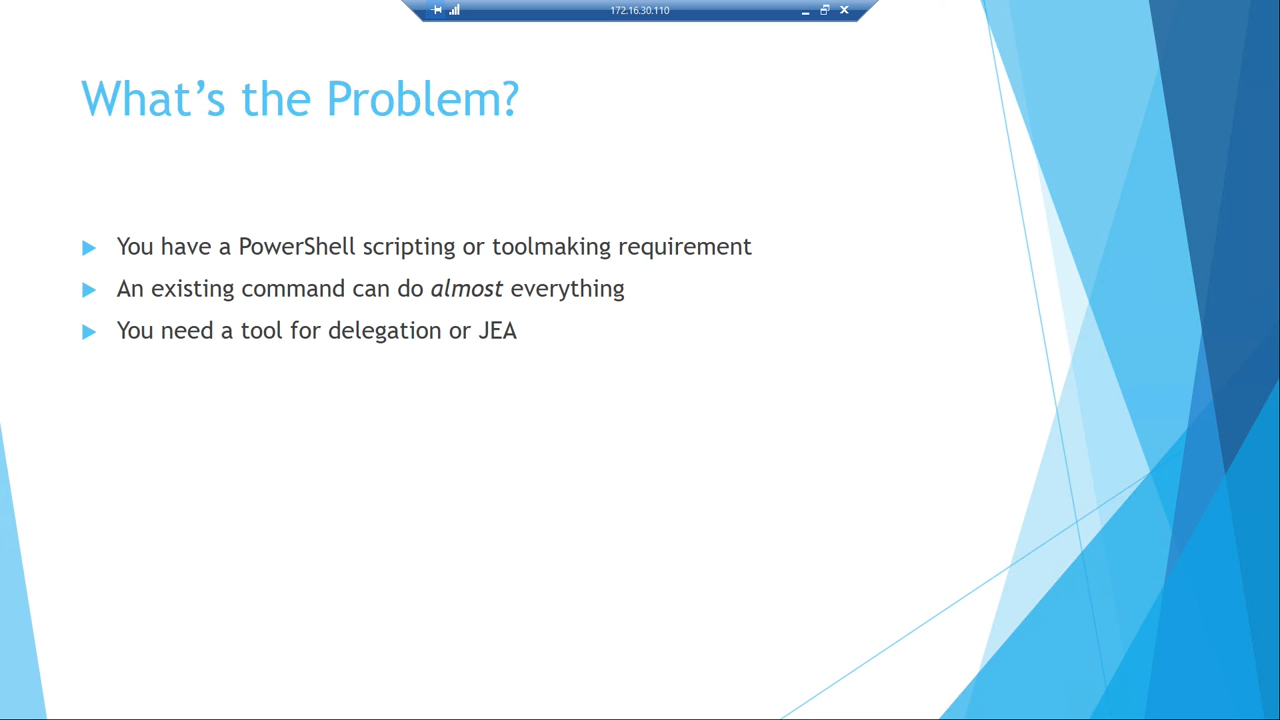 172.16.30.110
What's the Problem?
You have a PowerShell scripting or toolmaking requirement
An existing command can do almost everything
You need a tool for delegation or JEA